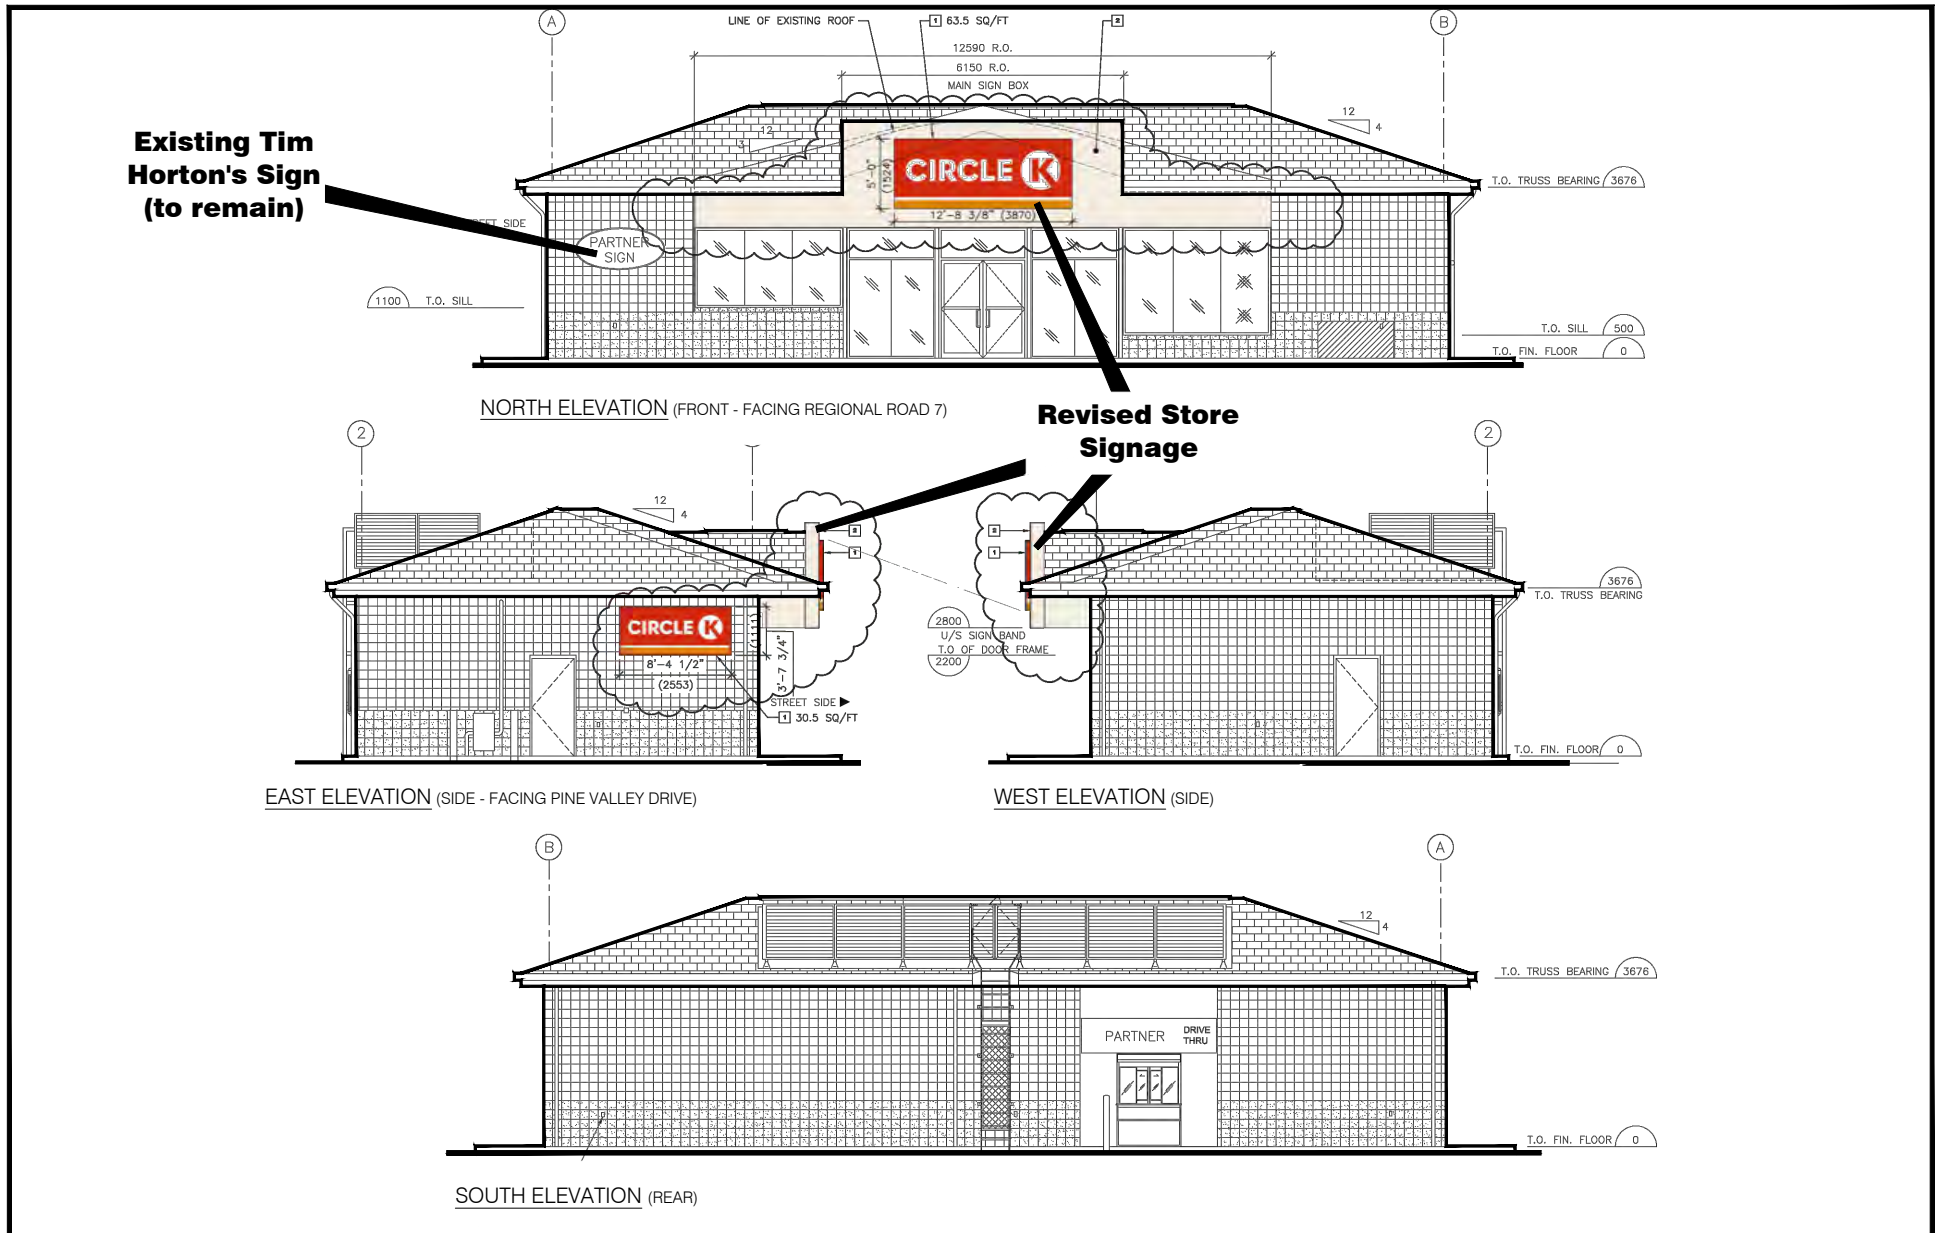 A
LINE OF EXISTING ROOF
1 63.5 SQ/FT
2
B
12590 R.O.
6150 R.O.
MAIN SIGN BOX
Existing Tim
Horton's Sign
(to remain)
12
3
12
4
5'-0"
(1524)
CIRCLE K
12'-8 3/8" (3870)
T.O. TRUSS BEARING 3676
SIDE
PARTNER
SIGN
1100 T.O. SILL
T.O. SILL 500
T.O. FIN. FLOOR 0
NORTH ELEVATION (FRONT - FACING REGIONAL ROAD 7)
Revised Store
Signage
2
2
12
4
2
1
2
1
CIRCLE K
(1111)
3'-7 3/4"
8'-4 1/2"
(2553)
STREET SIDE
1 30.5 SQ/FT
2800
U/S SIGN BAND
T.O OF DOOR FRAME
2200
3676
T.O. TRUSS BEARING
T.O. FIN. FLOOR 0
EAST ELEVATION (SIDE - FACING PINE VALLEY DRIVE)
WEST ELEVATION (SIDE)
B
A
12
4
T.O. TRUSS BEARING 3676
PARTNER DRIVE
THRU
T.O. FIN. FLOOR 0
SOUTH ELEVATION (REAR)